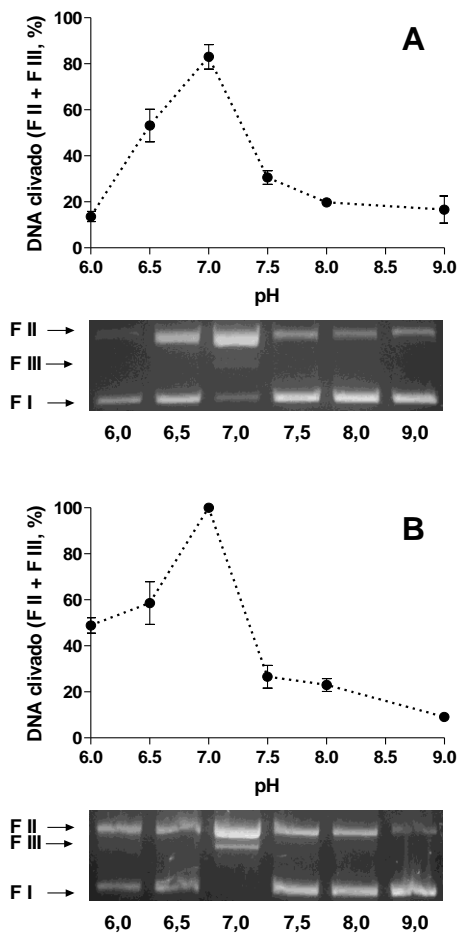 A
DNA clivado (F II + F III, %)
100
80
60
40
20
0
6.0 6.5 7.0 7.5 8.0 8.5 9.0
pH
F II
F III
F I
6,0 6,5 7,0 7,5 8,0 9,0
B
DNA clivado (F II + F III, %)
100
80
60
40
20
0
6.0 6.5 7.0 7.5 8.0 8.5 9.0
pH
F II
F III
F I
6,0 6,5 7,0 7,5 8,0 9,0